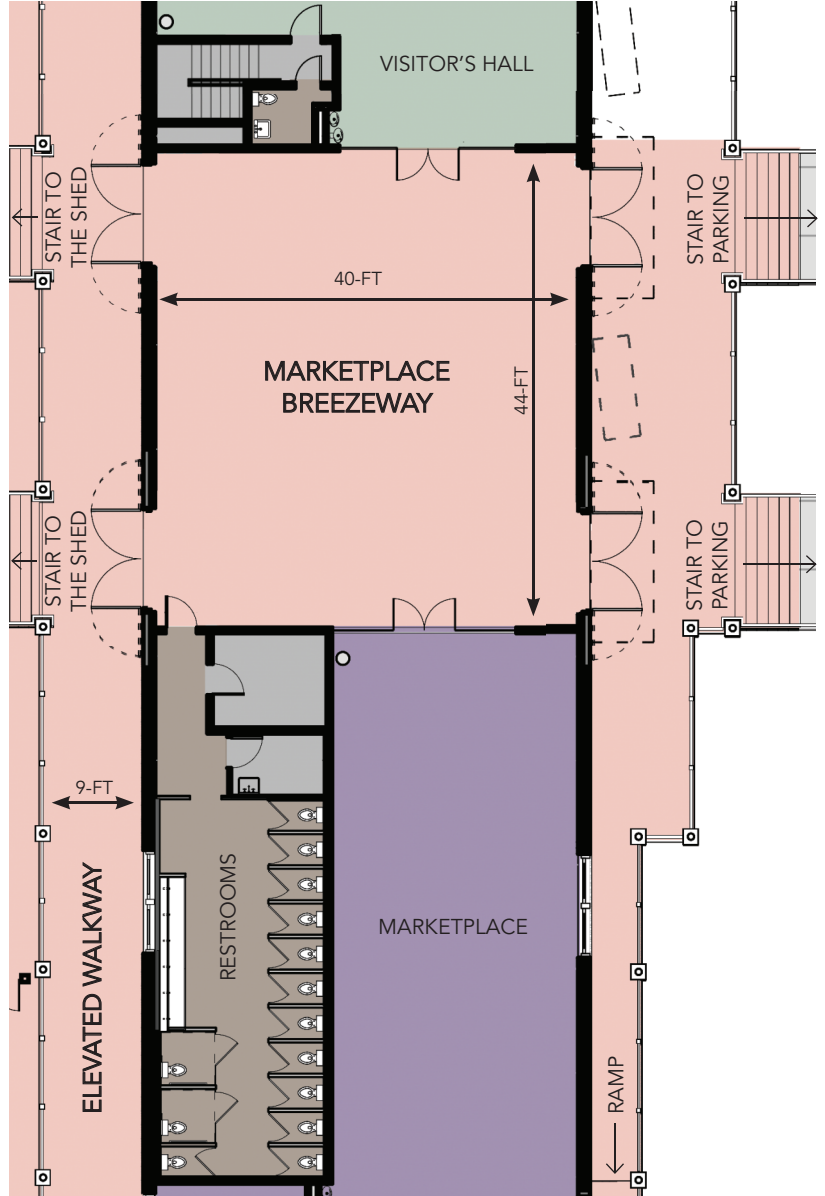 VISITOR'S HALL
STAIR TO
THE SHED
STAIR TO
PARKING
40-FT
44-FT
MARKETPLACE
BREEZEWAY
STAIR TO
THE SHED
STAIR TO
PARKING
9-FT
ELEVATED WALKWAY
RESTROOMS
MARKETPLACE
RAMP